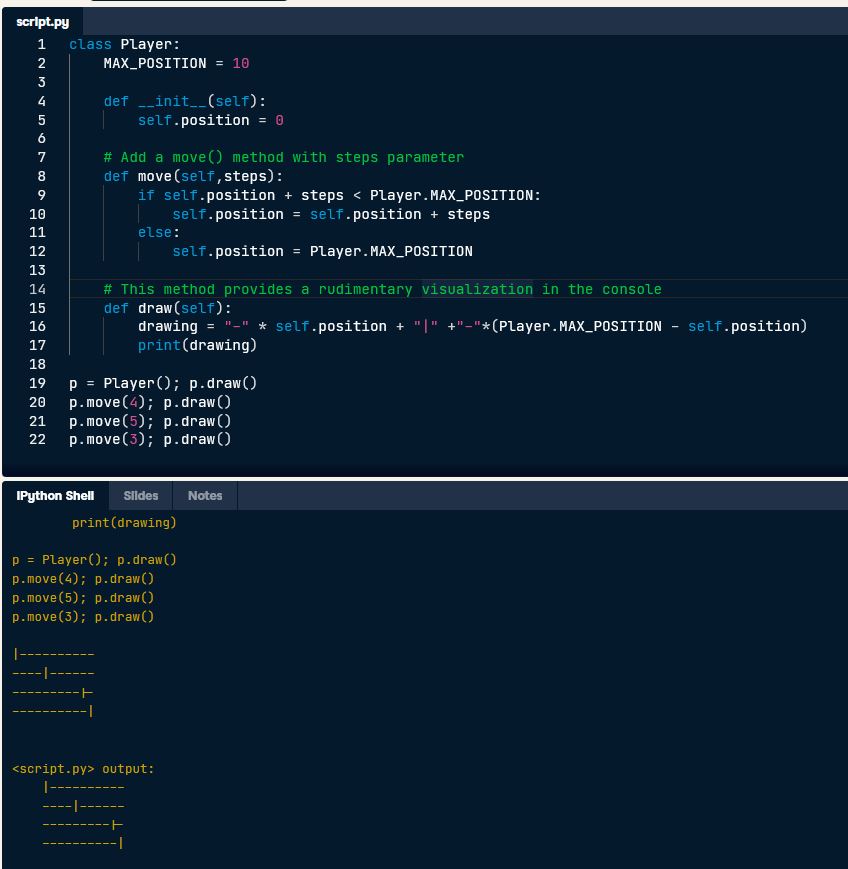 script.py
1 class Player:
2     MAX_POSITION = 10
3
4     def __init__(self):
5         self.position = 0
6
7     # Add a move() method with steps parameter
8     def move(self,steps):
9         if self.position + steps < Player.MAX_POSITION:
10             self.position = self.position + steps
11         else:
12             self.position = Player.MAX_POSITION
13
14     # This method provides a rudimentary visualization in the console
15     def draw(self):
16         drawing = "-" * self.position + "|" +"-"*(Player.MAX_POSITION - self.position)
17         print(drawing)
18
19 p = Player(); p.draw()
20 p.move(4); p.draw()
21 p.move(5); p.draw()
22 p.move(3); p.draw()
IPython Shell Slides Notes
        print(drawing)
p = Player(); p.draw()
p.move(4); p.draw()
p.move(5); p.draw()
p.move(3); p.draw()
|----------
----|------
---------|-
----------|
<script.py> output:
    |----------
    ----|------
    ---------|-
    ----------|